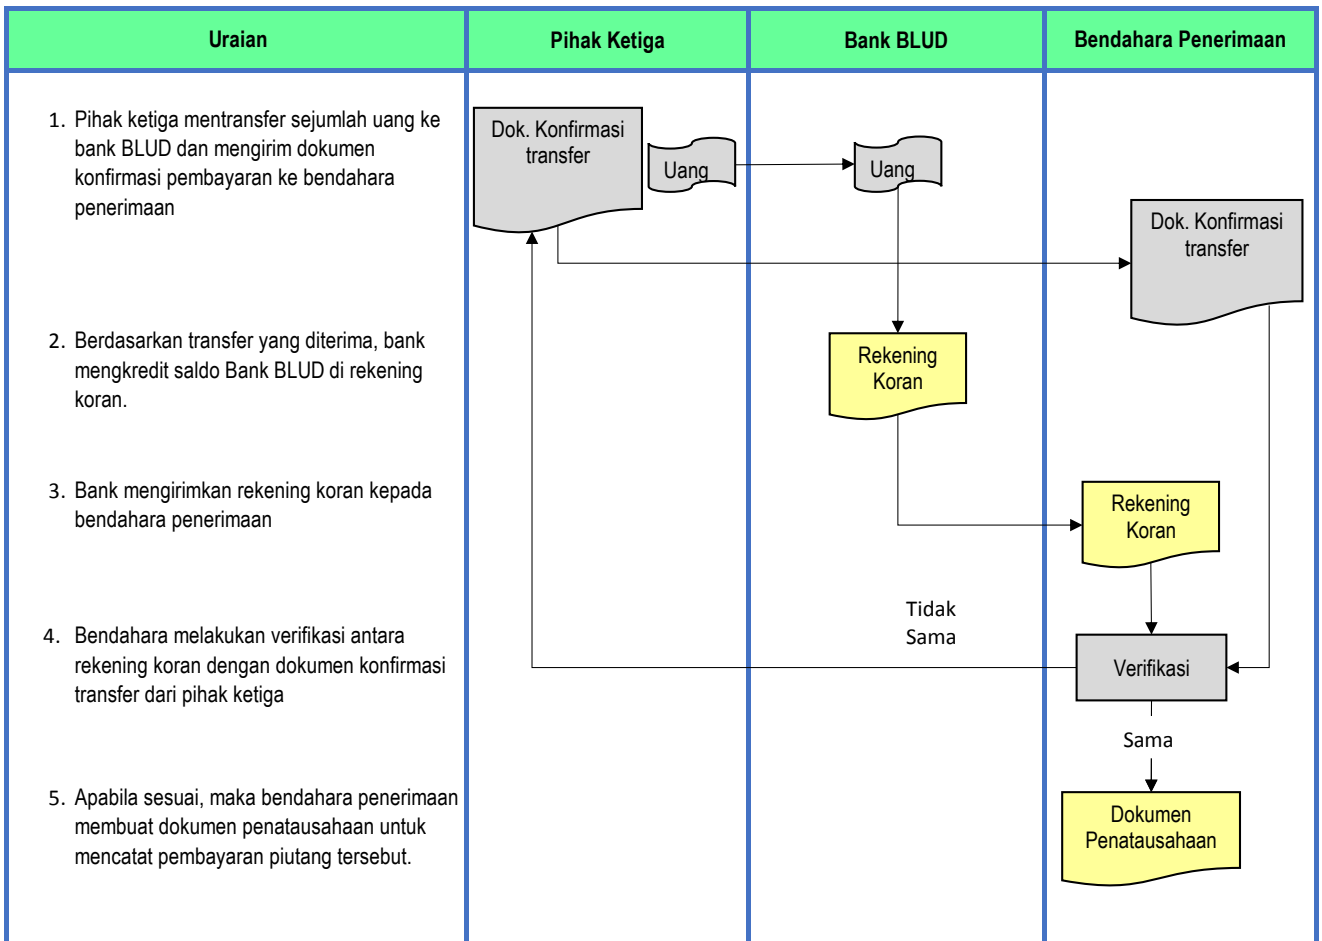 Uraian
Pihak Ketiga
Bank BLUD
Bendahara Penerimaan
1. Pihak ketiga mentransfer sejumlah uang ke
bank BLUD dan mengirim dokumen
konfirmasi pembayaran ke bendahara
penerimaan
Dok. Konfirmasi
transfer
Uang
Uang
Dok. Konfirmasi
transfer
2. Berdasarkan transfer yang diterima, bank
mengkredit saldo Bank BLUD di rekening
koran.
Rekening
Koran
3. Bank mengirimkan rekening koran kepada
bendahara penerimaan
Rekening
Koran
Tidak
Sama
4. Bendahara melakukan verifikasi antara
rekening koran dengan dokumen konfirmasi
transfer dari pihak ketiga
Verifikasi
Sama
5. Apabila sesuai, maka bendahara penerimaan
membuat dokumen penatausahaan untuk
mencatat pembayaran piutang tersebut.
Dokumen
Penatausahaan